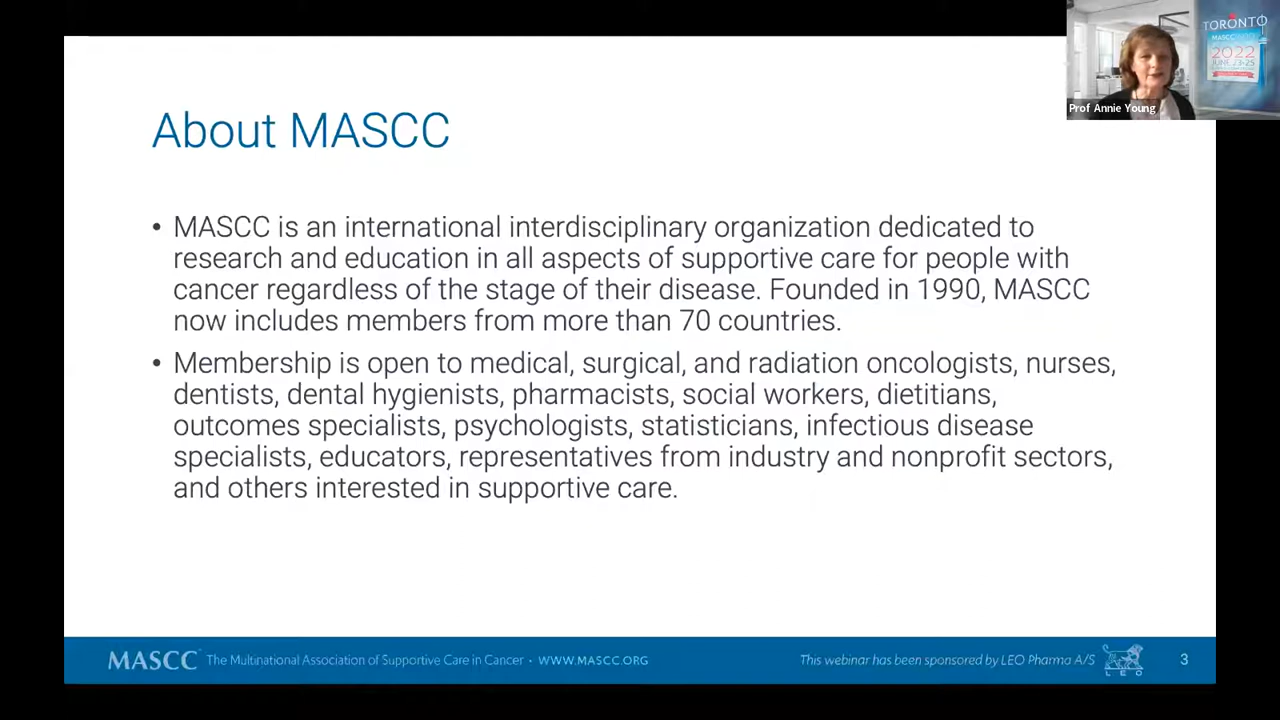 TORONTO
MASCC
2022
JUNE 23-25
Prof Annie Young
About MASCC
• MASCC is an international interdisciplinary organization dedicated to
research and education in all aspects of supportive care for people with
cancer regardless of the stage of their disease. Founded in 1990, MASCC
now includes members from more than 70 countries.
• Membership is open to medical, surgical, and radiation oncologists, nurses,
dentists, dental hygienists, pharmacists, social workers, dietitians,
outcomes specialists, psychologists, statisticians, infectious disease
specialists, educators, representatives from industry and nonprofit sectors,
and others interested in supportive care.
MASCC The Multinational Association of Supportive Care in Cancer • WWW.MASCC.ORG
This webinar has been sponsored by LEO Pharma A/S
LEO
3